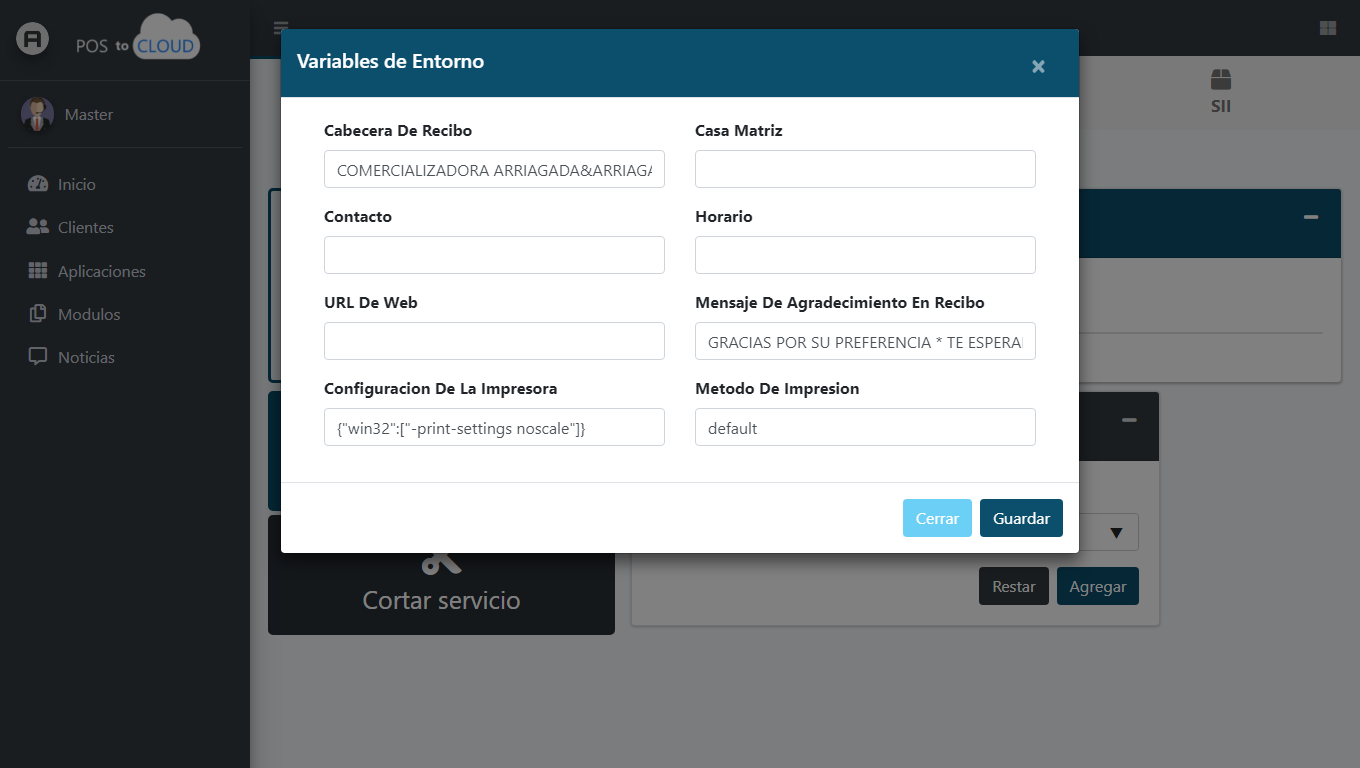 POS to CLOUD
Master
Inicio
Clientes
Aplicaciones
Modulos
Noticias
SII
Variables de Entorno
×
Cabecera De Recibo
Casa Matriz
COMERCIALIZADORA ARRIAGADA&ARRIAGA
Contacto
Horario
URL De Web
Mensaje De Agradecimiento En Recibo
GRACIAS POR SU PREFERENCIA * TE ESPERA
Configuracion De La Impresora
Metodo De Impresion
{"win32":["-print-settings noscale"]}
default
Cerrar
Guardar
Cortar servicio
Restar
Agregar